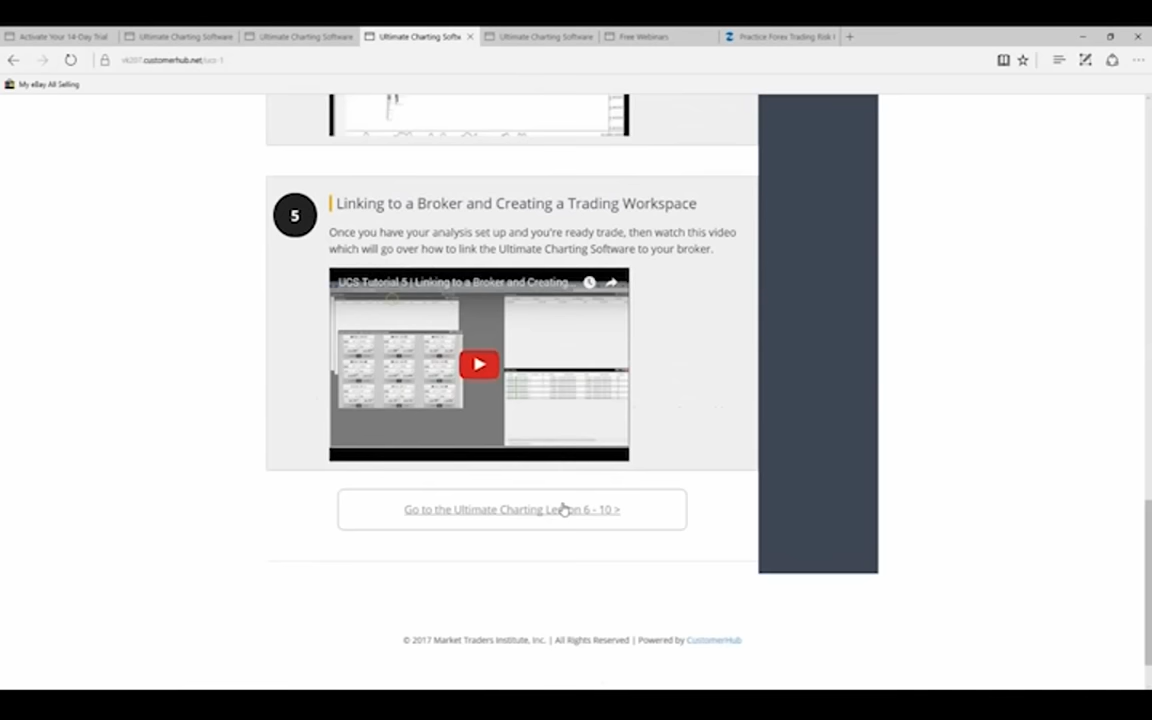 Activate Your 14-Day Trial
Ultimate Charting Software
Ultimate Charting Software
Ultimate Charting Softw
Ultimate Charting Software
Free Webinars
Practice Forex Trading Risk
customerhub.net/ucs-1
My eBay All Selling
5
Linking to a Broker and Creating a Trading Workspace
Once you have your analysis set up and you're ready trade, then watch this video
which will go over how to link the Ultimate Charting Software to your broker.
UCS Tutorial 5 | Linking to a Broker and Creating...
Go to the Ultimate Charting Lesson 6 - 10 >
© 2017 Market Traders Institute, Inc. | All Rights Reserved | Powered by CustomerHub